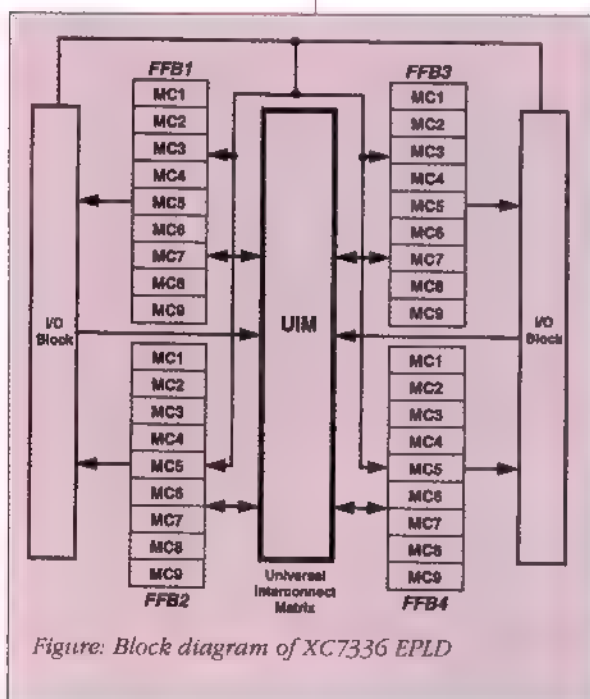 FFB1
MC1
MC2
MC3
MC4
MC5
MC6
MC7
MC8
MC9
I/O
Block
MC1
MC2
MC3
MC4
MC5
MC6
MC7
MC8
MC9
FFB2
UIM
Universal
Interconnect
Matrix
FFB3
MC1
MC2
MC3
MC4
MC5
MC6
MC7
MC8
MC9
I/O
Block
MC1
MC2
MC3
MC4
MC5
MC6
MC7
MC8
MC9
FFB4
Figure: Block diagram of XC7336 EPLD